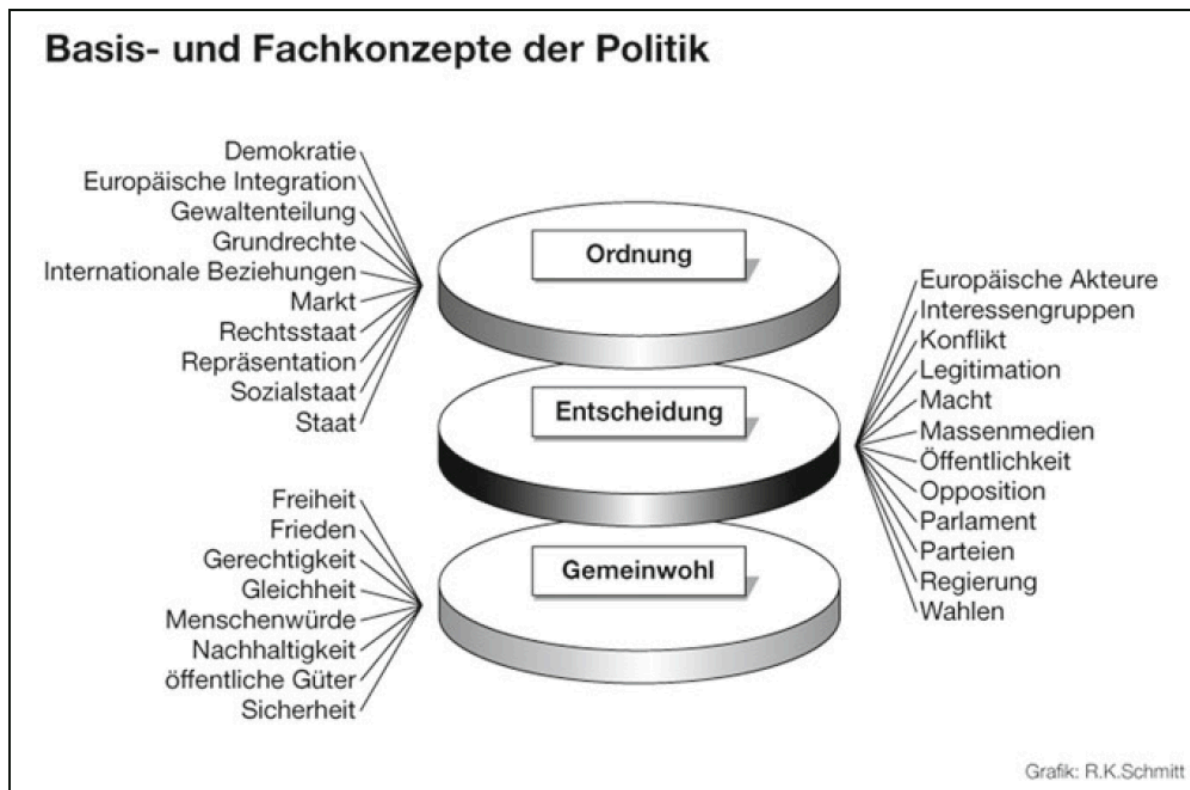 Basis- und Fachkonzepte der Politik
Demokratie
Europäische Integration
Gewaltenteilung
Grundrechte
Internationale Beziehungen
Markt
Rechtsstaat
Repräsentation
Sozialstaat
Staat
Ordnung
Entscheidung
Europäische Akteure
Interessengruppen
Konflikt
Legitimation
Macht
Massenmedien
Öffentlichkeit
Opposition
Parlament
Parteien
Regierung
Wahlen
Freiheit
Frieden
Gerechtigkeit
Gleichheit
Menschenwürde
Nachhaltigkeit
öffentliche Güter
Sicherheit
Gemeinwohl
Grafik: R.K.Schmitt